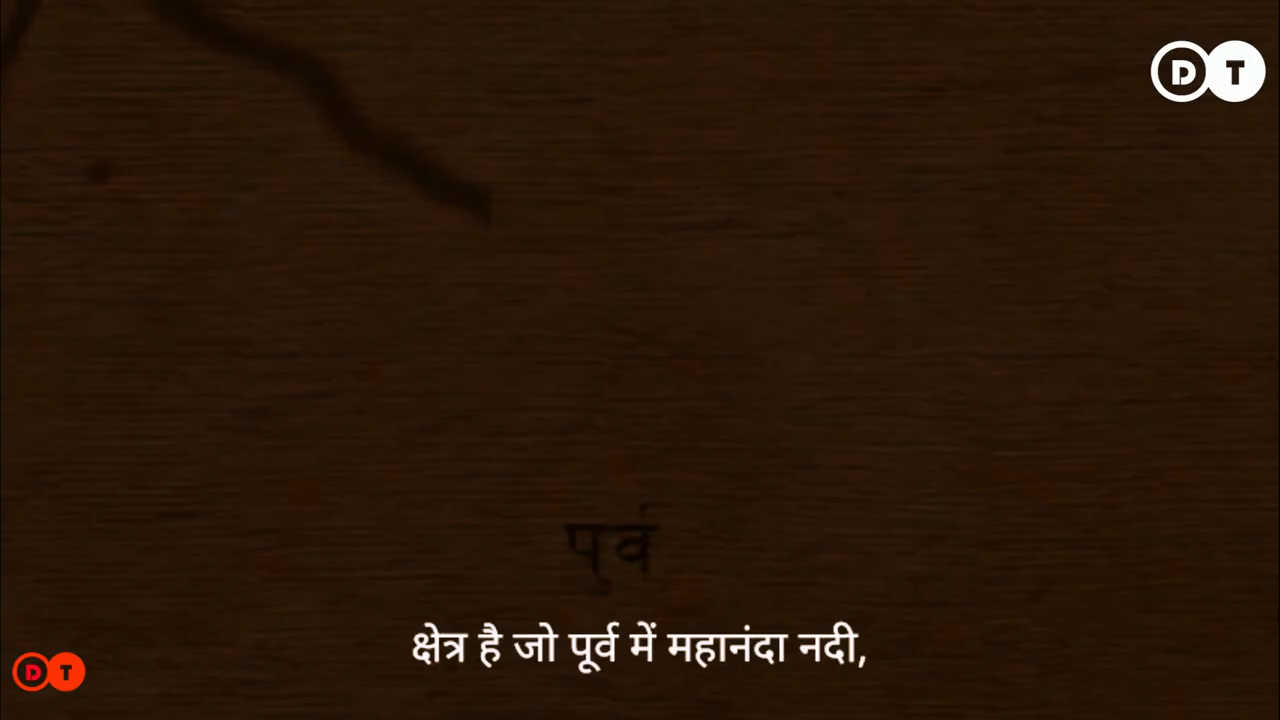 D T
पूर्व
क्षेत्र है जो पूर्व में महानंदा नदी,
D T